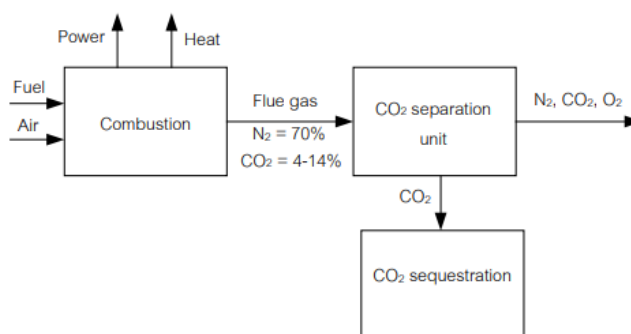 Power
Heat
Fuel
Air
Combustion
Flue gas
N₂ = 70%
CO₂ = 4-14%
CO₂ separation
unit
N₂, CO₂, O₂
CO₂
CO₂ sequestration